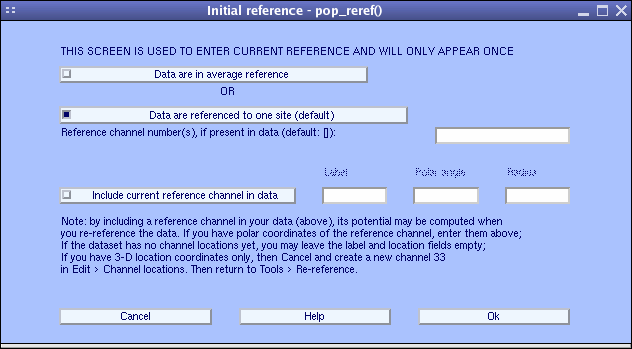 Initial reference - pop_reref()
THIS SCREEN IS USED TO ENTER CURRENT REFERENCE AND WILL ONLY APPEAR ONCE
Data are in average reference
OR
Data are referenced to one site (default)
Reference channel number(s), if present in data (default: []):
Label Polar angle Radius
Include current reference channel in data
Note: by including a reference channel in your data (above), its potential may be computed when
you re-reference the data. If you have polar coordinates of the reference channel, enter them above;
If the dataset has no channel locations yet, you may leave the label and location fields empty;
If you have 3-D location coordinates only, then Cancel and create a new channel 33
in Edit > Channel locations. Then return to Tools > Re-reference.
Cancel Help Ok